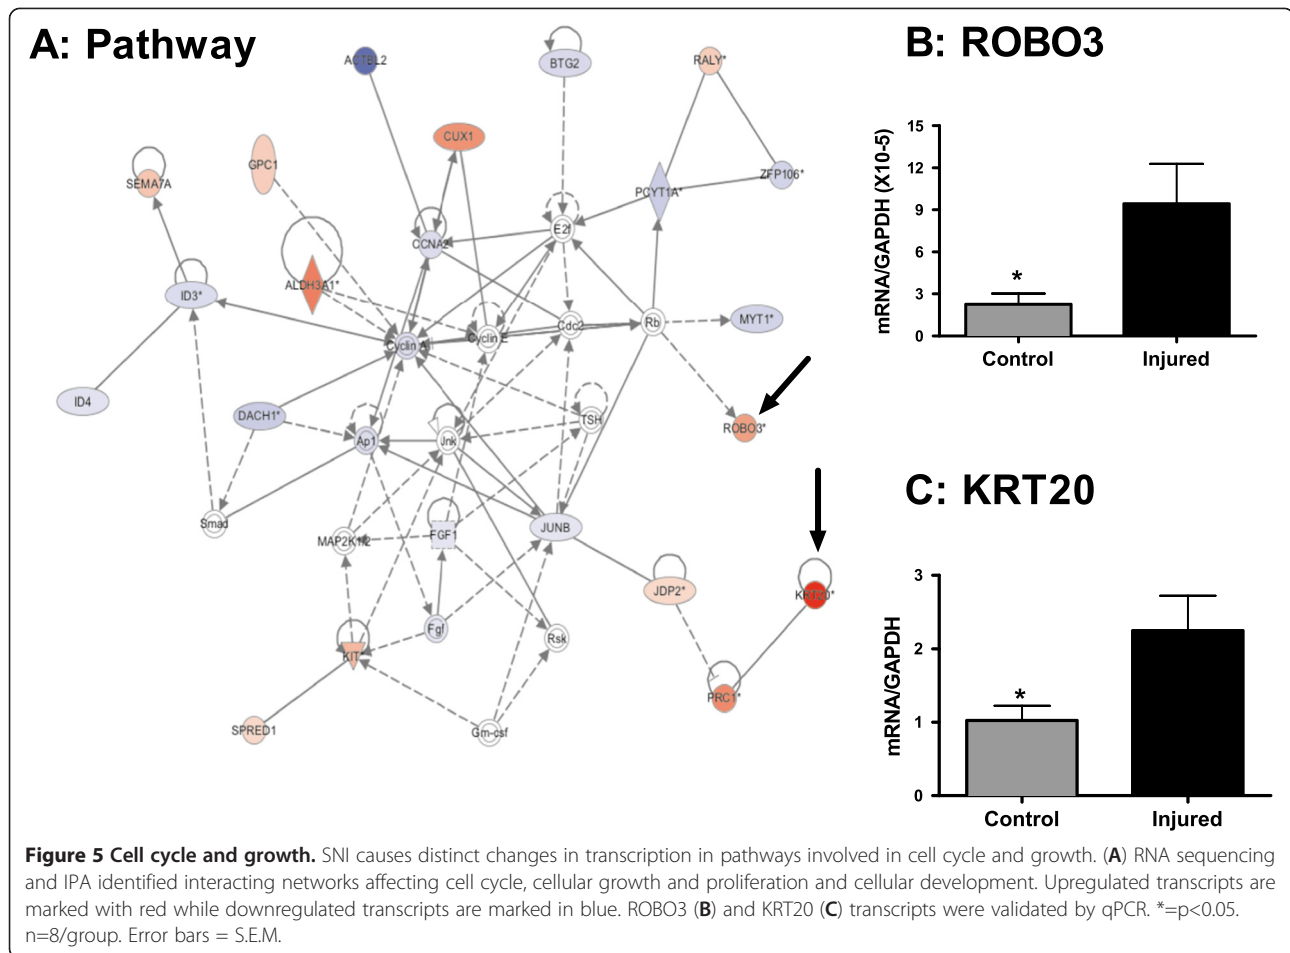 A: Pathway
ACTBL2
BTG2
RALY*
CUX1
GPC1
SEMA7A
ZFP106*
PCYT1A*
E2f
CCNA2
ALDH3A1*
ID3*
MYT1*
Rb
Cdc2
Cyclin E
Cyclin A
ID4
DACH1*
TSH
ROBO3*
Ap1
Jnk
Smad
MAP2K1/2
FGF1
JUNB
JDP2*
KRT20*
Fgf
Rsk
KIT*
PRC1*
SPRED1
Gm-csf
B: ROBO3
mRNA/GAPDH (X10-5)
15
12
9
6
3
0
*
Control Injured
C: KRT20
mRNA/GAPDH
3
2
1
0
*
Control Injured
Figure 5 Cell cycle and growth. SNI causes distinct changes in transcription in pathways involved in cell cycle and growth. (A) RNA sequencing
and IPA identified interacting networks affecting cell cycle, cellular growth and proliferation and cellular development. Upregulated transcripts are
marked with red while downregulated transcripts are marked in blue. ROBO3 (B) and KRT20 (C) transcripts were validated by qPCR. *=p<0.05.
n=8/group. Error bars = S.E.M.